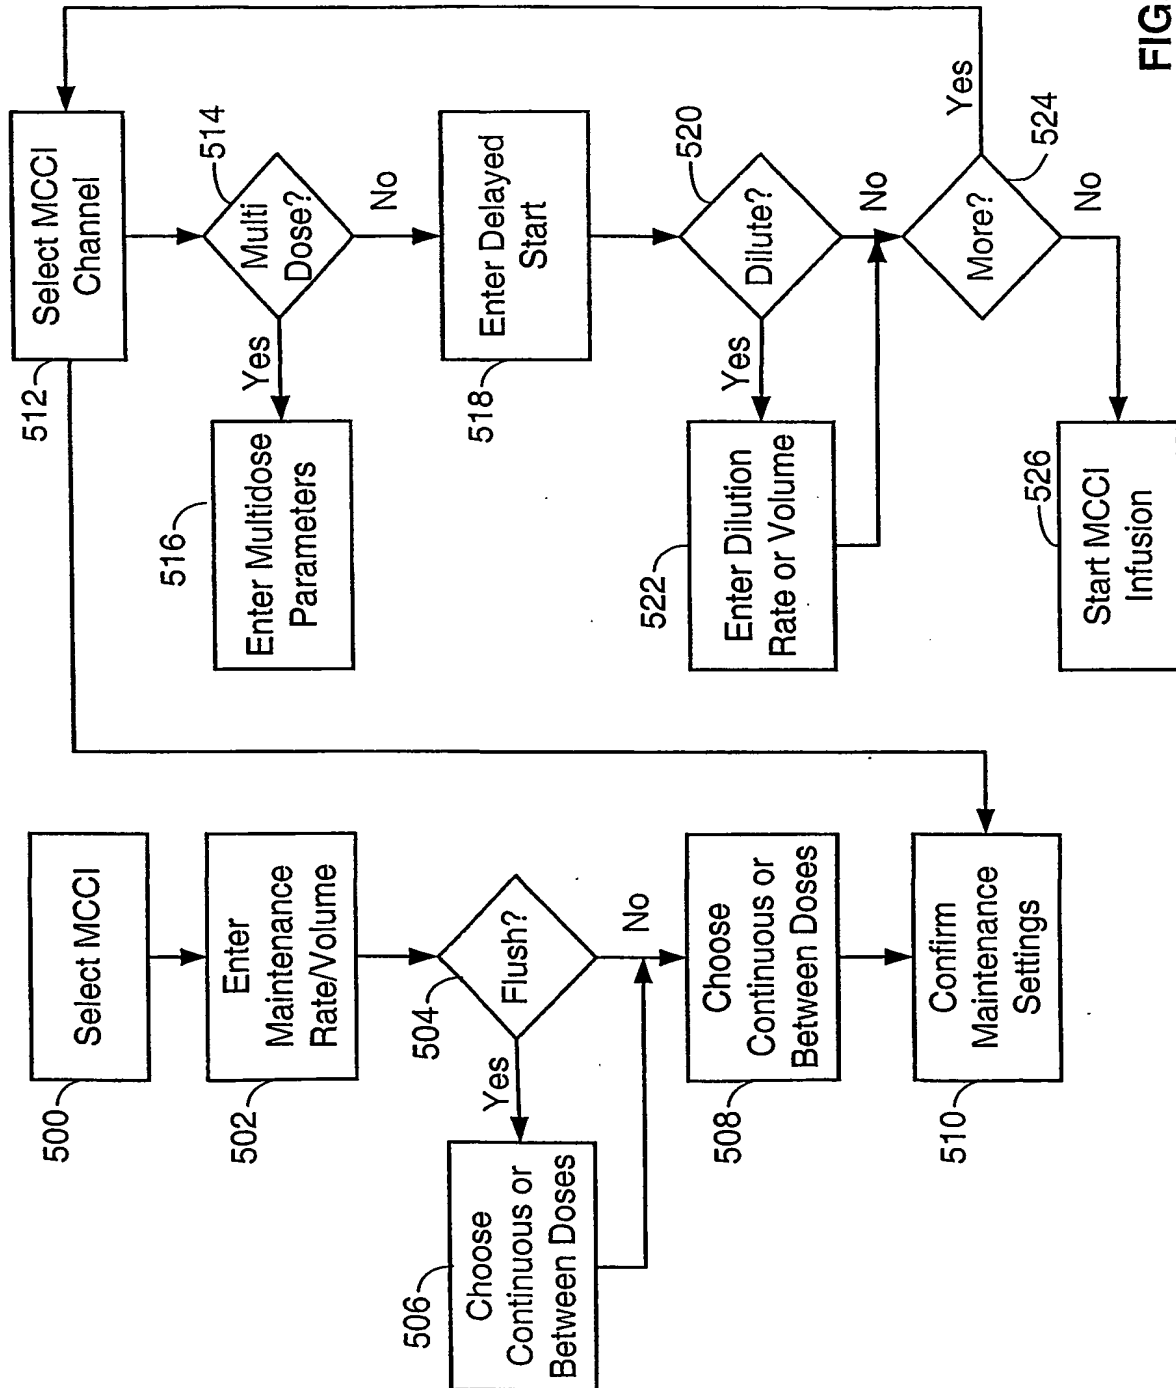 500
Select MCCI
502
Enter
Maintenance
Rate/Volume
504
Flush?
Yes
No
506
Choose
Continuous or
Between Doses
508
Choose
Continuous or
Between Doses
510
Confirm
Maintenance
Settings
512
Select MCCI
Channel
514
Multi
Dose?
Yes
No
516
Enter Multidose
Parameters
518
Enter Delayed
Start
520
Dilute?
Yes
No
522
Enter Dilution
Rate or Volume
524
More?
Yes
No
526
Start MCCI
Infusion
FIG